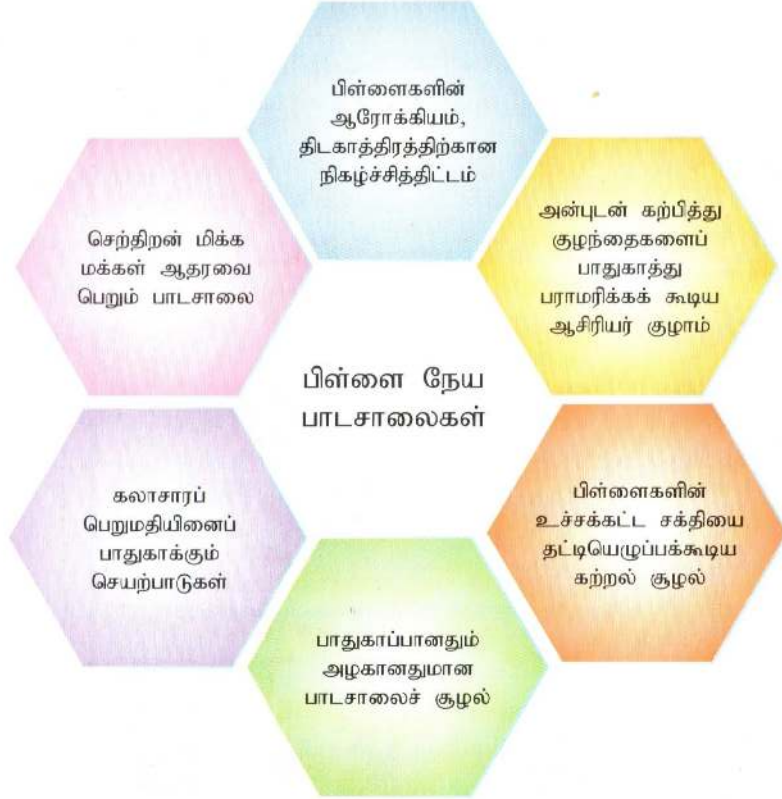 பிள்ளைகளின்
ஆரோக்கியம்,
திடகாத்திரத்திற்கான
நிகழ்ச்சித்திட்டம்
அன்புடன் கற்பித்து
குழந்தைகளைப்
பாதுகாத்து
பராமரிக்கக் கூடிய
ஆசிரியர் குழாம்
செற்திறன் மிக்க
மக்கள் ஆதரவை
பெறும் பாடசாலை
பிள்ளை நேய
பாடசாலைகள்
பிள்ளைகளின்
உச்சக்கட்ட சக்தியை
தட்டியெழுப்பக்கூடிய
கற்றல் சூழல்
கலாசாரப்
பெறுமதியினைப்
பாதுகாக்கும்
செயற்பாடுகள்
பாதுகாப்பானதும்
அழகானதுமான
பாடசாலைச் சூழல்